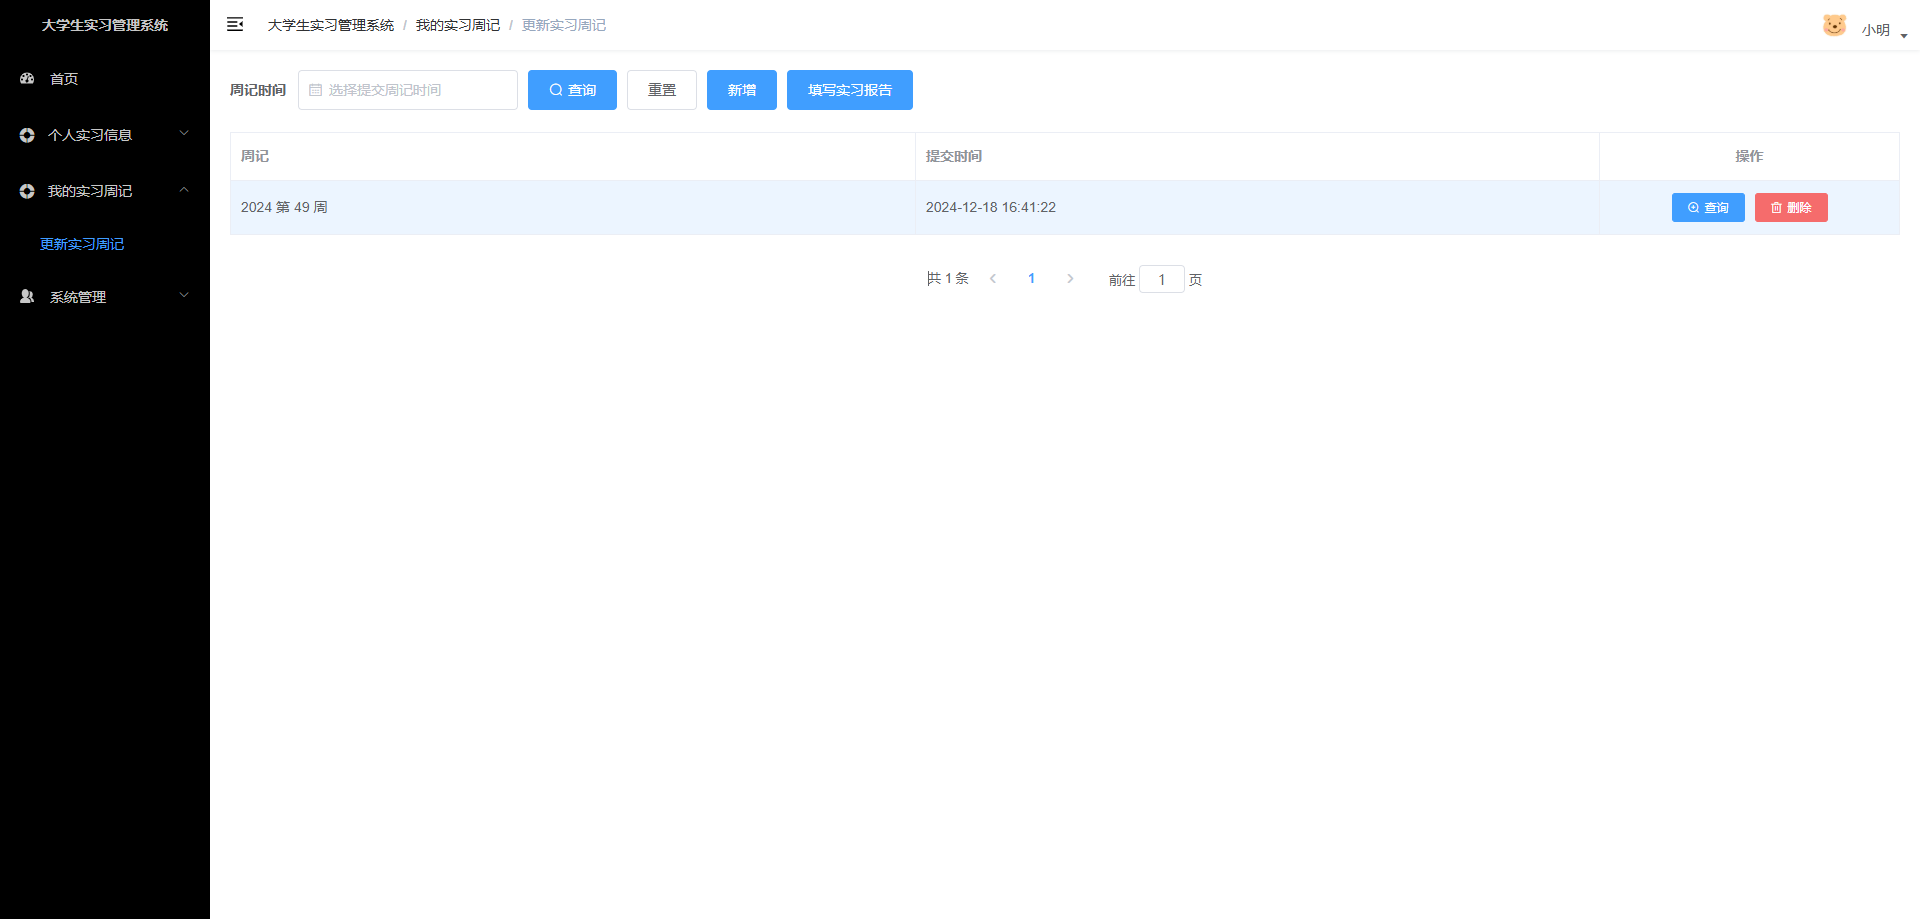 大学生实习管理系统
首页
个人实习信息
我的实习周记
更新实习周记
系统管理
大学生实习管理系统 / 我的实习周记 / 更新实习周记
小明
周记时间 选择提交周记时间 查询 重置 新增 填写实习报告
周记 提交时间 操作
2024 第 49 周 2024-12-18 16:41:22 查询 删除
共 1 条 1 前往 1 页